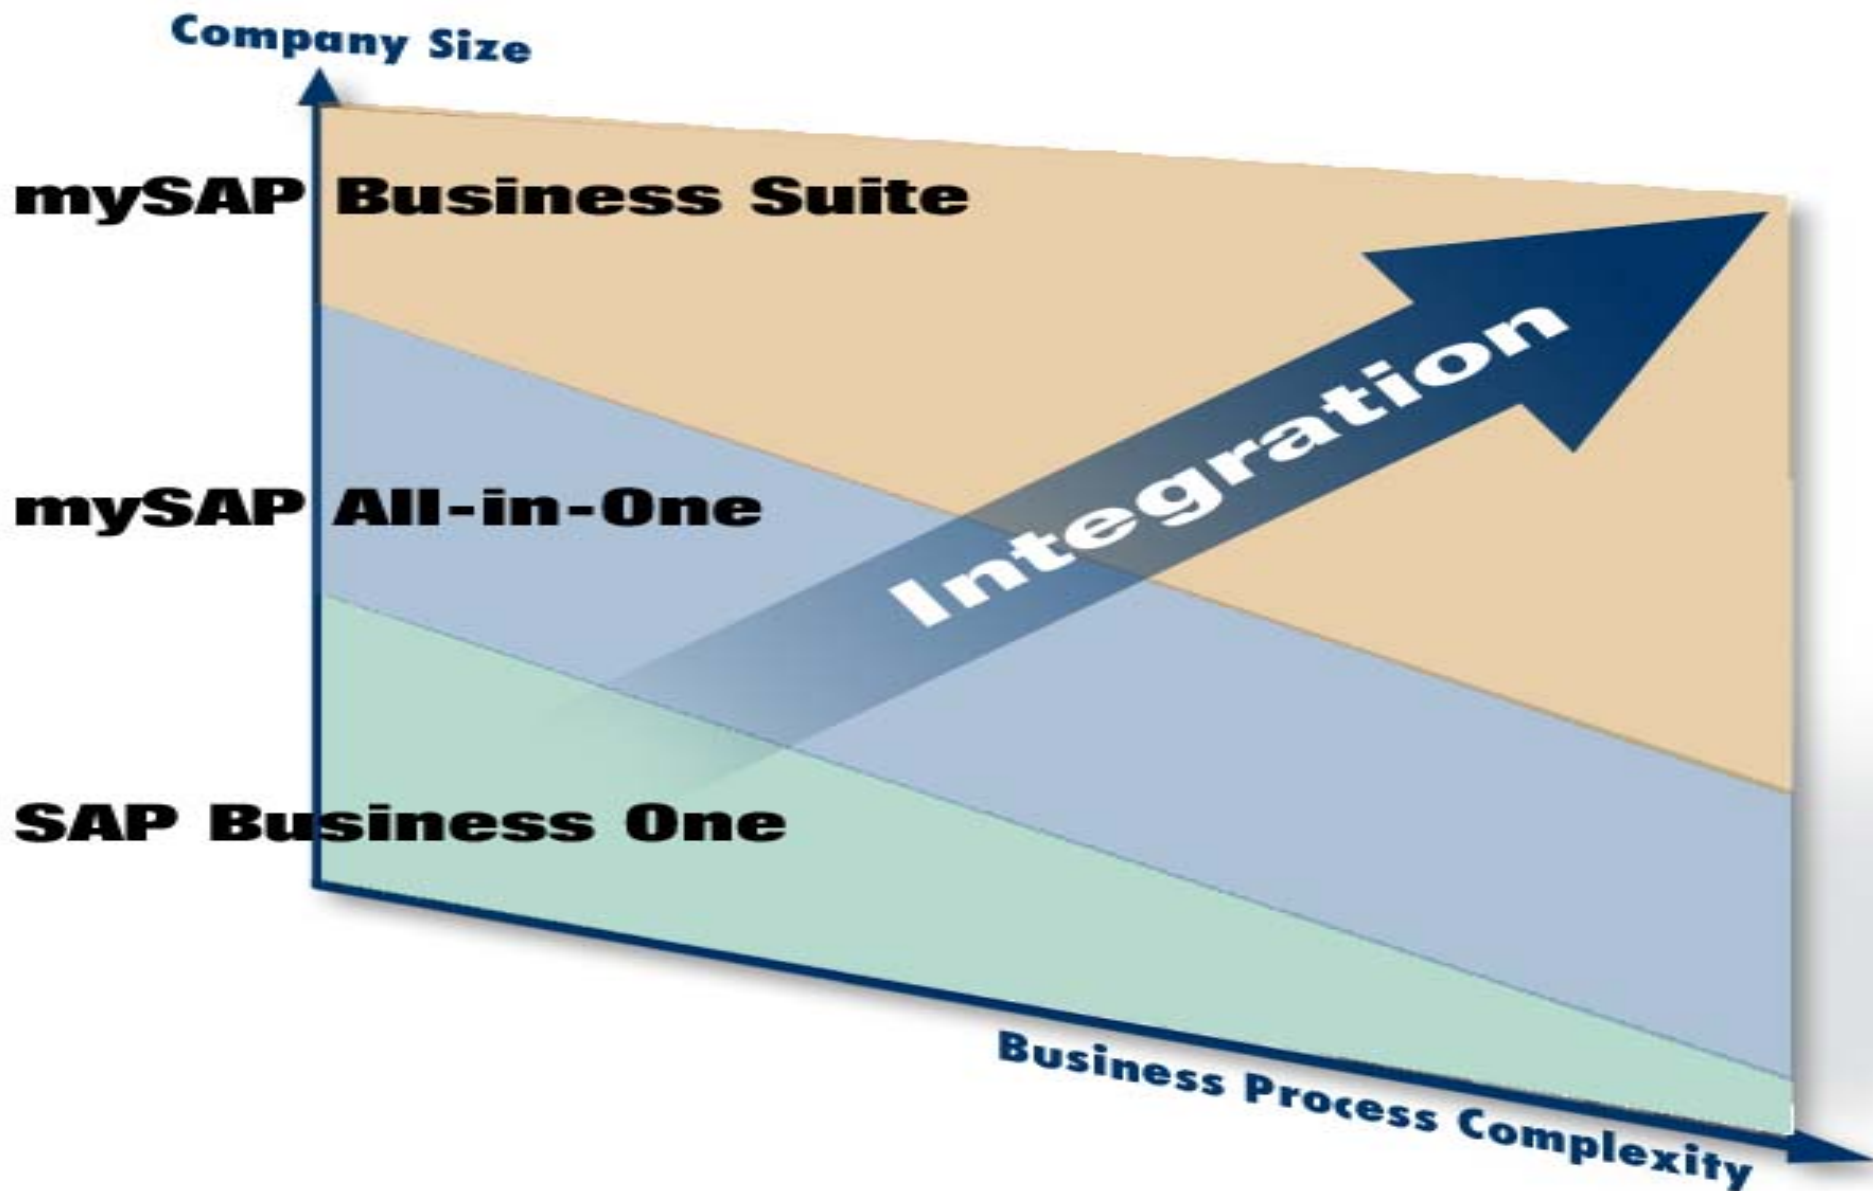 Company Size
mySAP Business Suite
Integration
mySAP All-in-One
SAP Business One
Business Process Complexity